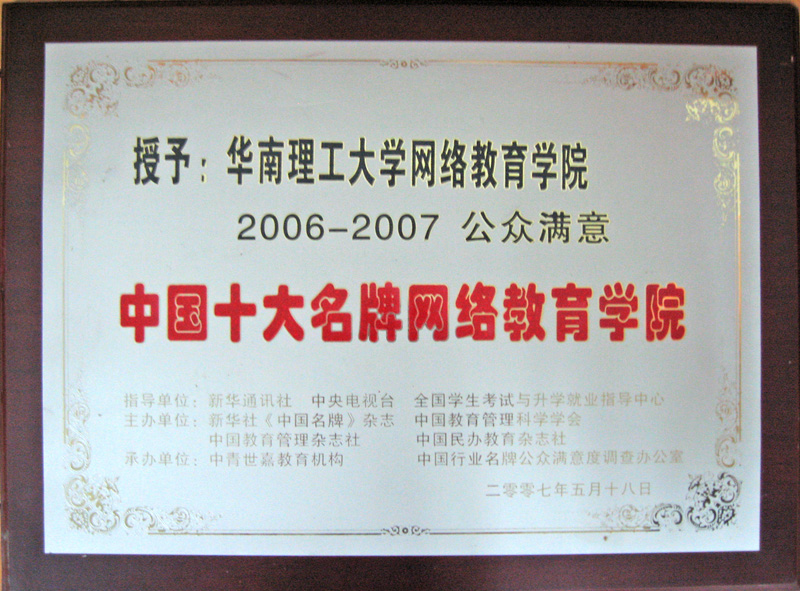 授予：华南理工大学网络教育学院
2006-2007 公众满意
中国十大名牌网络教育学院
指导单位：新华通讯社 中央电视台 全国学生考试与升学就业指导中心
主办单位：新华社《中国名牌》杂志 中国教育管理科学学会
中国教育管理杂志社 中国民办教育杂志社
承办单位：中青世嘉教育机构 中国行业名牌公众满意度调查办公室
二零零七年五月十八日